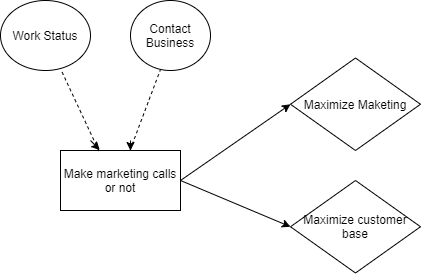 Work Status
Contact
Business
Make marketing calls
or not
Maximize Maketing
Maximize customer
base